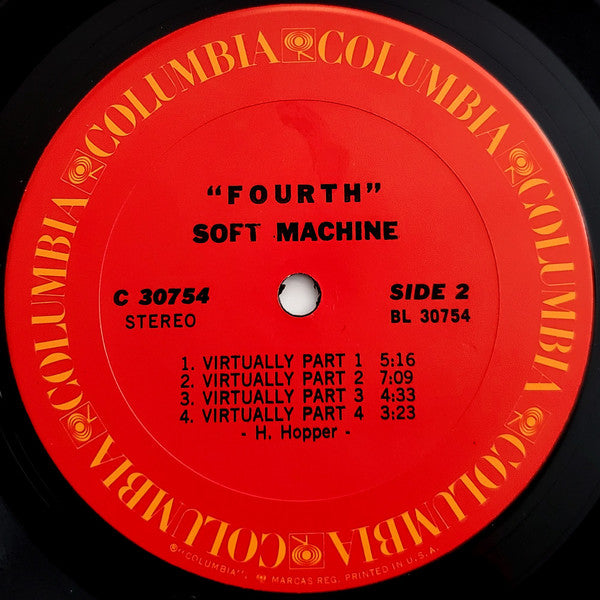 COLUMBIA COLUMBIA COLUMBIA COLUMBIA COLUMBIA COLUMBIA
"FOURTH"
SOFT MACHINE
C 30754
STEREO
SIDE 2
BL 30754
1. VIRTUALLY PART 1 5:16
2. VIRTUALLY PART 2 7:09
3. VIRTUALLY PART 3 4:33
4. VIRTUALLY PART 4 3:23
- H. Hopper -
®"COLUMBIA", MARCAS REG. PRINTED IN U.S.A.